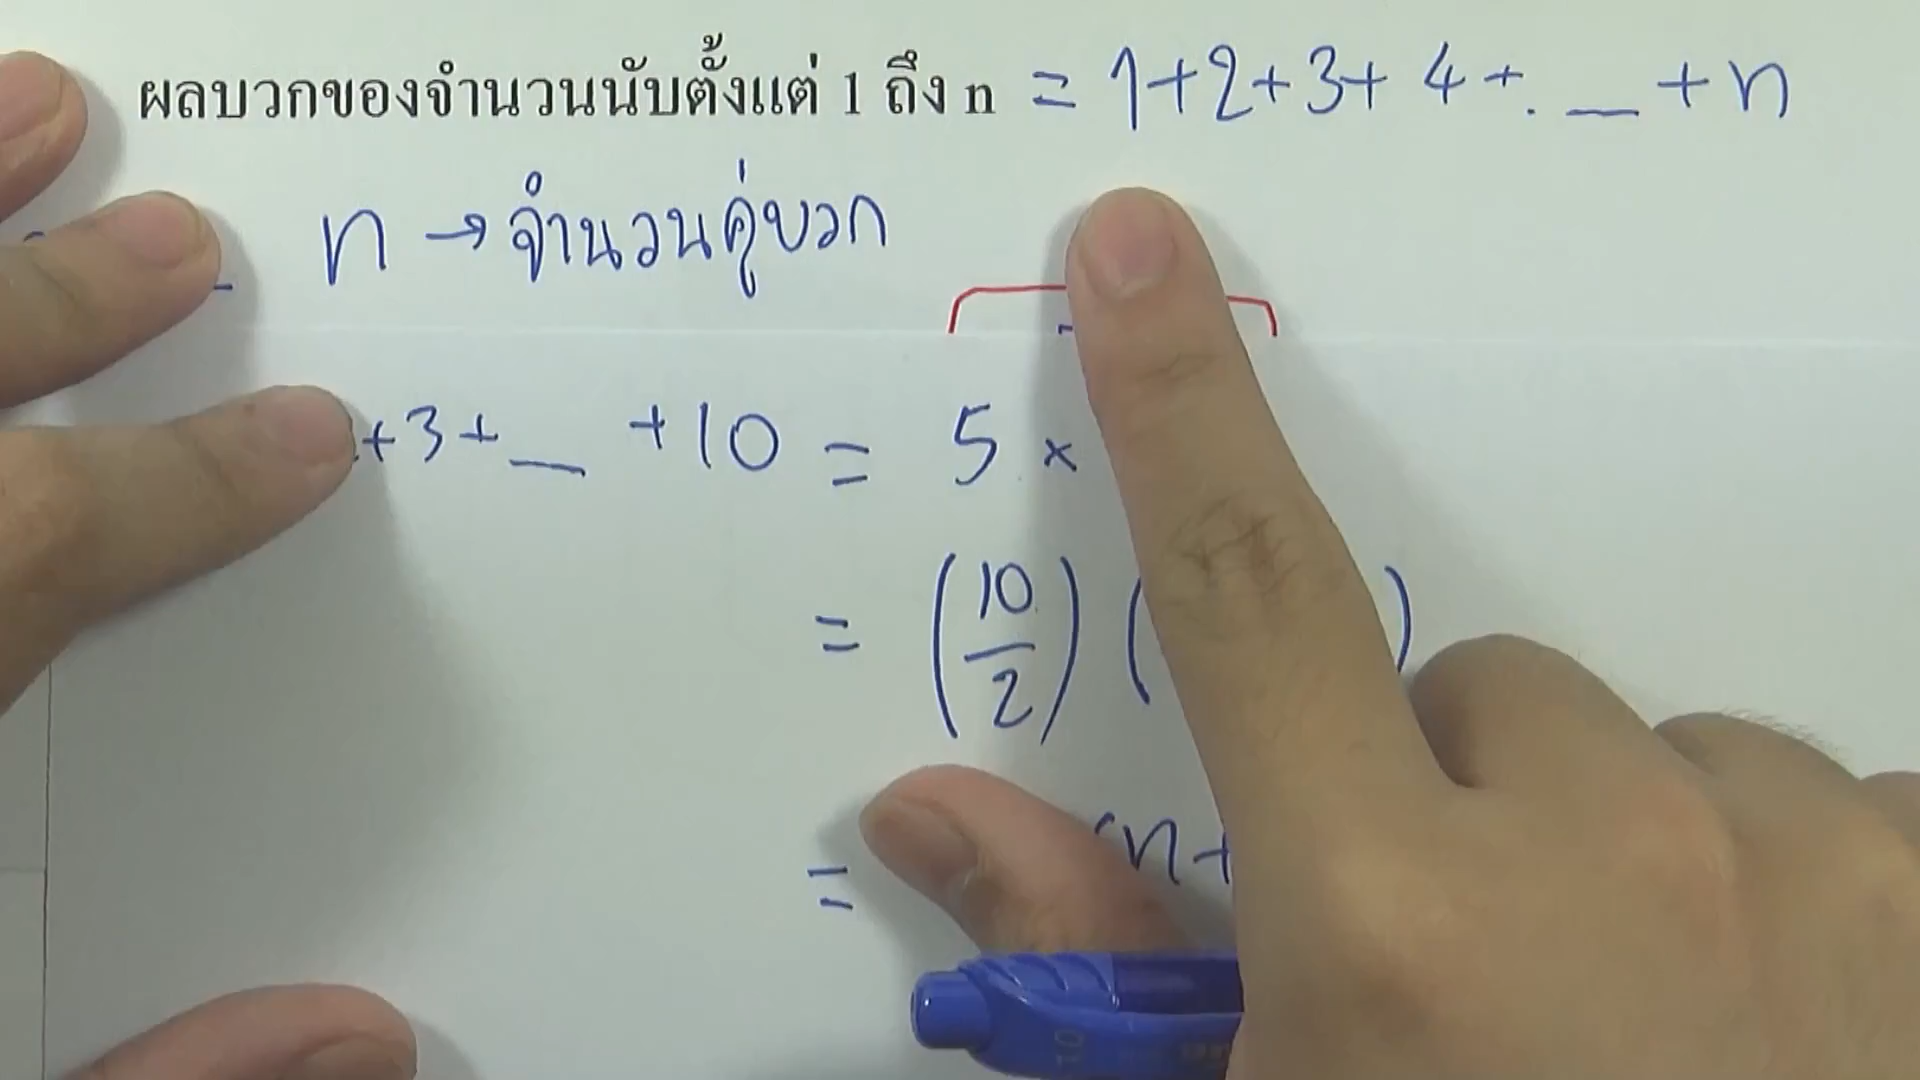 ผลบวกของจำนวนนับตั้งแต่ 1 ถึง n = 1+2+3+4+. _ +n
n → จำนวนคู่บวก
+3+ _ +10 = 5 ×
= (10/2) ( )
= n+